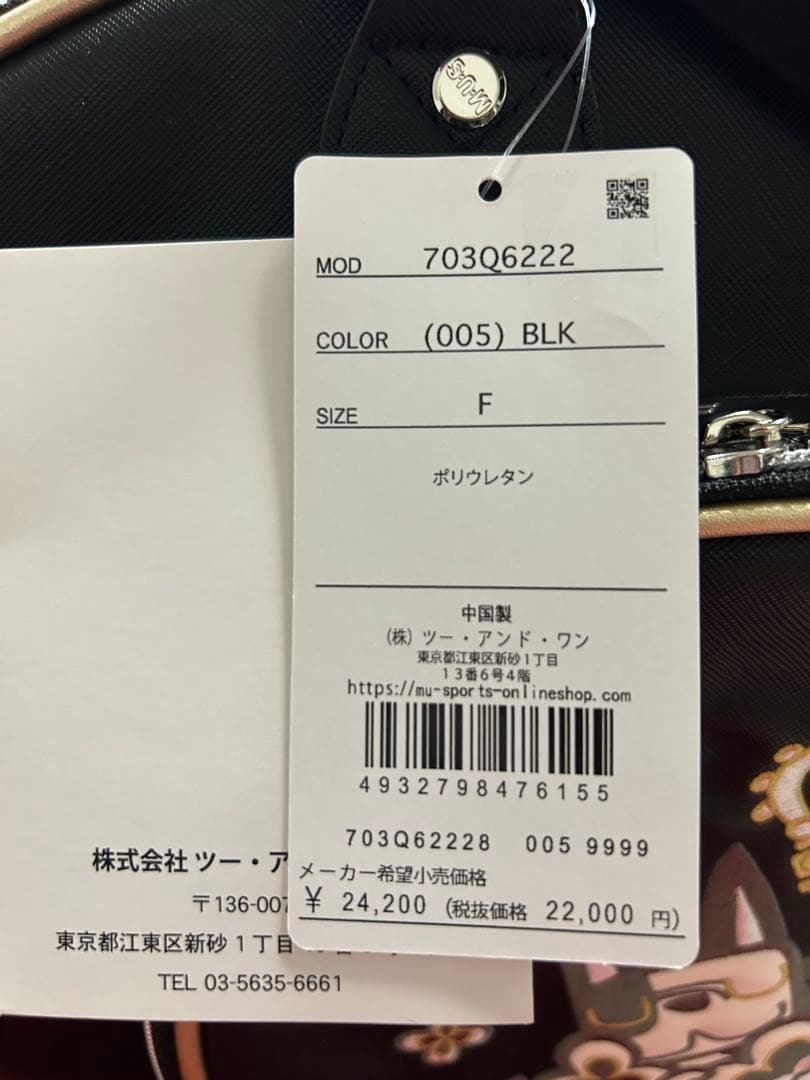 M・U・S
MOD 703Q6222
COLOR (005) BLK
SIZE F
ポリウレタン
中国製
(株) ツー・アンド・ワン
東京都江東区新砂1丁目
13番6号4階
https://mu-sports-onlineshop.com
4932798476155
703Q62228 005 9999
メーカー希望小売価格
¥ 24,200 (税抜価格 22,000 円)
株式会社 ツー・ア
〒136-007
東京都江東区新砂 1 丁目
TEL 03-5635-6661